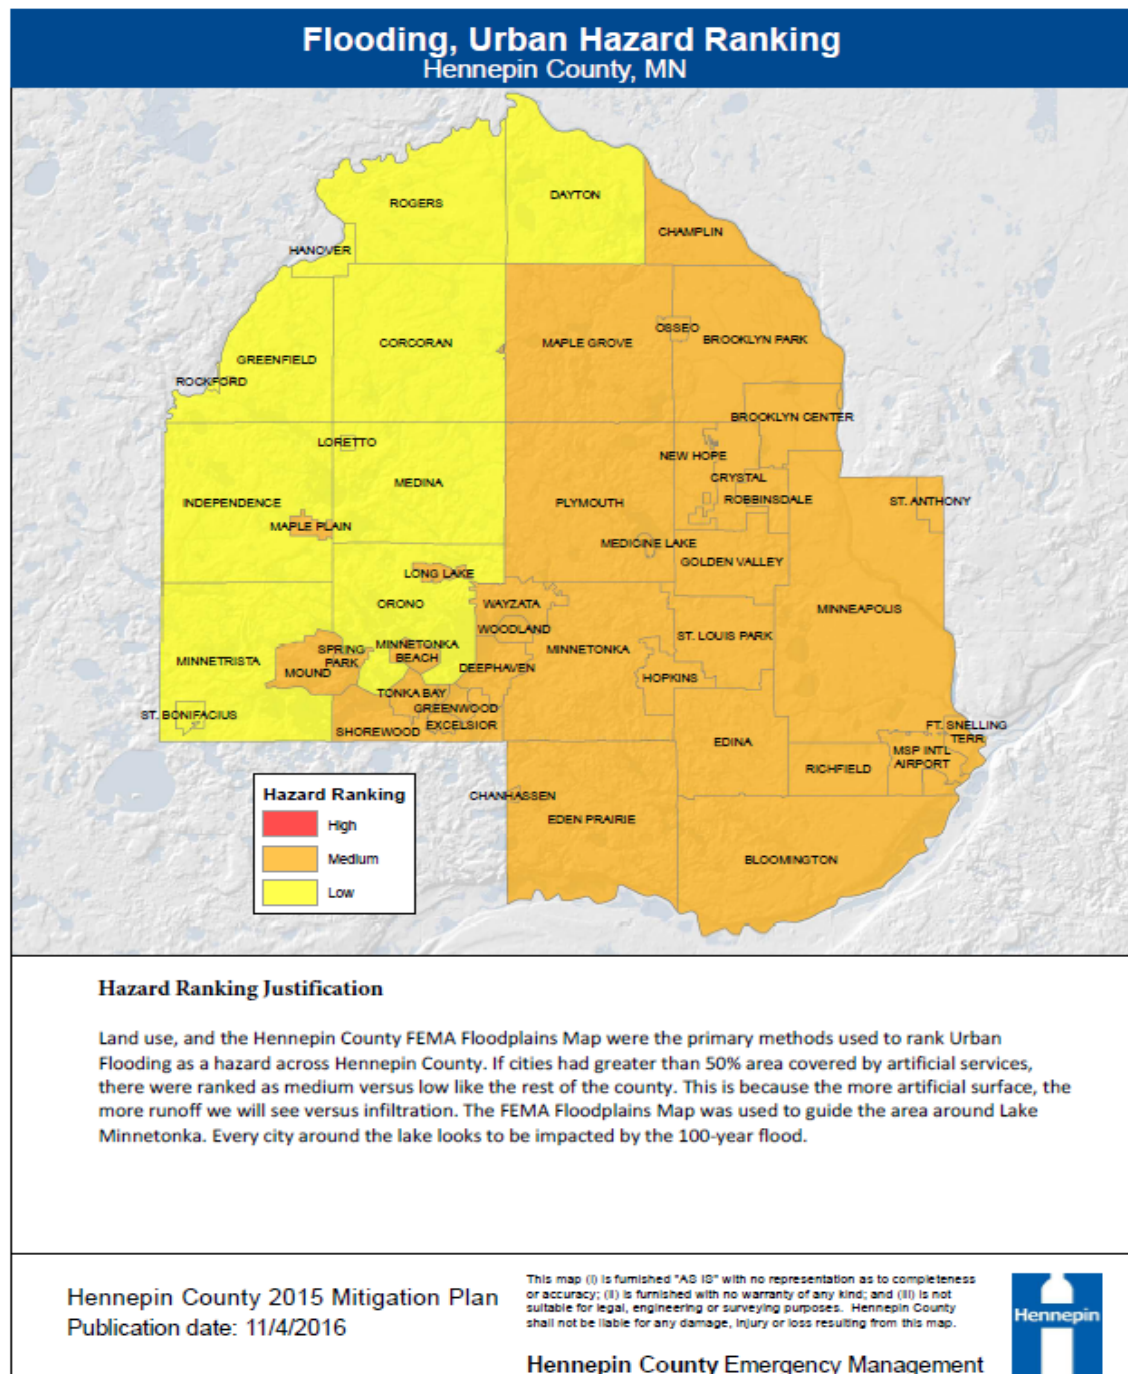 Flooding, Urban Hazard Ranking
Hennepin County, MN
ROGERS
DAYTON
CHAMPLIN
HANOVER
OSSEO
CORCORAN
MAPLE GROVE
BROOKLYN PARK
GREENFIELD
ROCKFORD
BROOKLYN CENTER
LORETTO
NEW HOPE
MEDINA
CRYSTAL
INDEPENDENCE
PLYMOUTH
ROBBINSDALE
ST. ANTHONY
MAPLE PLAIN
MEDICINE LAKE
GOLDEN VALLEY
LONG LAKE
ORONO
WAYZATA
MINNEAPOLIS
WOODLAND
ST. LOUIS PARK
SPRING
PARK
MINNETONKA
BEACH
MINNETONKA
MINNETRISTA
DEEPHAVEN
MOUND
HOPKINS
TONKA BAY
GREENWOOD
ST. BONIFACIUS
EXCELSIOR
SHOREWOOD
FT. SNELLING
TERR
EDINA
MSP INTL
AIRPORT
RICHFIELD
CHANHASSEN
EDEN PRAIRIE
BLOOMINGTON
Hazard Ranking
High
Medium
Low
Hazard Ranking Justification
Land use, and the Hennepin County FEMA Floodplains Map were the primary methods used to rank Urban
Flooding as a hazard across Hennepin County. If cities had greater than 50% area covered by artificial services,
there were ranked as medium versus low like the rest of the county. This is because the more artificial surface, the
more runoff we will see versus infiltration. The FEMA Floodplains Map was used to guide the area around Lake
Minnetonka. Every city around the lake looks to be impacted by the 100-year flood.
Hennepin County 2015 Mitigation Plan
Publication date: 11/4/2016
This map (i) is furnished "AS IS" with no representation as to completeness
or accuracy; (ii) is furnished with no warranty of any kind; and (iii) is not
suitable for legal, engineering or surveying purposes. Hennepin County
shall not be liable for any damage, injury or loss resulting from this map.
Hennepin County Emergency Management
Hennepin